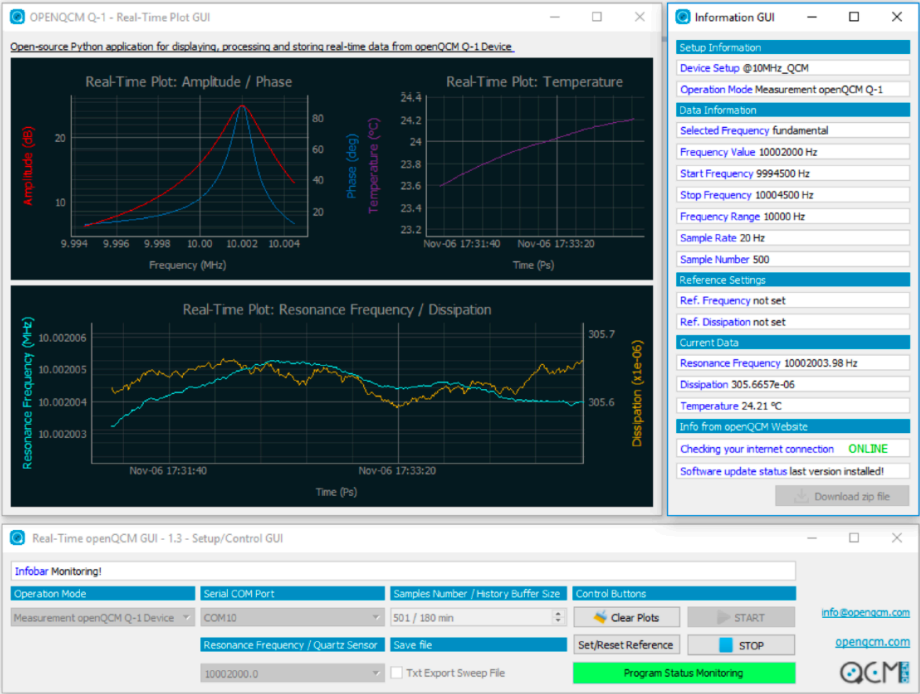 OPENQCM Q-1 - Real-Time Plot GUI
Open-source Python application for displaying, processing and storing real-time data from openQCM Q-1 Device
Real-Time Plot: Amplitude / Phase
Amplitude (dB)
20
10
80
60
40
20
Phase (deg)
9.994 9.996 9.998 10.00 10.002 10.004
Frequency (MHz)
Real-Time Plot: Temperature
Temperature (°C)
24.4
24.2
24
23.8
23.6
23.4
23.2
Nov-06 17:31:40 Nov-06 17:33:20
Time (Ps)
Real-Time Plot: Resonance Frequency / Dissipation
Resonance Frequency (MHz)
10.002006
10.002005
10.002004
10.002003
305.7
305.6
Dissipation (x1e-06)
Nov-06 17:31:40 Nov-06 17:33:20
Time (Ps)
Information GUI
Setup Information
Device Setup @10MHz_QCM
Operation Mode Measurement openQCM Q-1
Data Information
Selected Frequency fundamental
Frequency Value 10002000 Hz
Start Frequency 9994500 Hz
Stop Frequency 10004500 Hz
Frequency Range 10000 Hz
Sample Rate 20 Hz
Sample Number 500
Reference Settings
Ref. Frequency not set
Ref. Dissipation not set
Current Data
Resonance Frequency 10002003.98 Hz
Dissipation 305.6657e-06
Temperature 24.21 °C
Info from openQCM Website
Checking your internet connection ONLINE
Software update status last version installed!
Download zip file
Real-Time openQCM GUI - 1.3 - Setup/Control GUI
Infobar Monitoring!
Operation Mode Serial COM Port Samples Number / History Buffer Size Control Buttons
Measurement openQCM Q-1 Device COM10 501 / 180 min Clear Plots START info@openqcm.com
Resonance Frequency / Quartz Sensor Save file Set/Reset Reference STOP openqcm.com
10002000.0 Txt Export Sweep File Program Status Monitoring
QCM OPEN